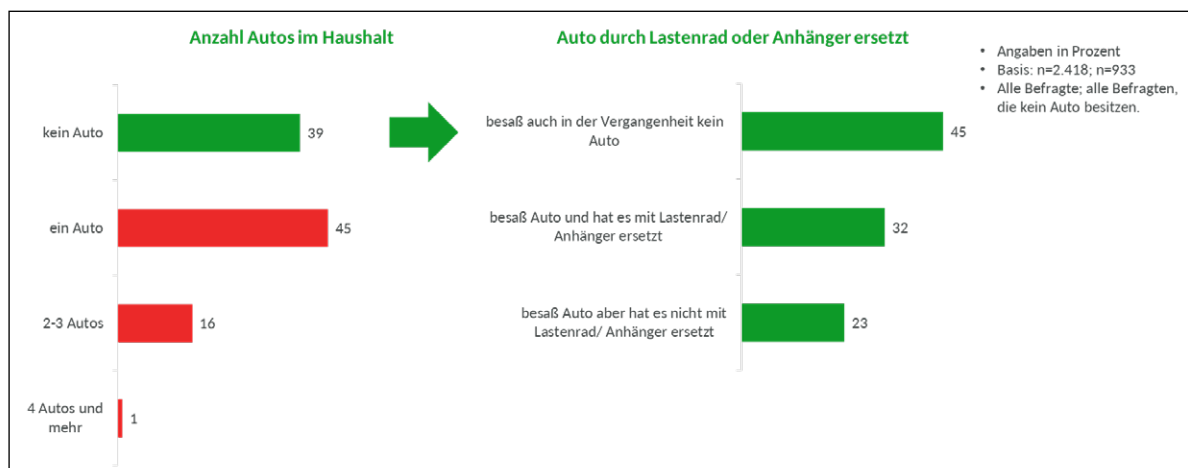 Anzahl Autos im Haushalt
kein Auto
39
ein Auto
45
2-3 Autos
16
4 Autos und
mehr
1
Auto durch Lastenrad oder Anhänger ersetzt
besaß auch in der Vergangenheit kein
Auto
45
besaß Auto und hat es mit Lastenrad/
Anhänger ersetzt
32
besaß Auto aber hat es nicht mit
Lastenrad/ Anhänger ersetzt
23
• Angaben in Prozent
• Basis: n=2.418; n=933
• Alle Befragte; alle Befragten,
die kein Auto besitzen.